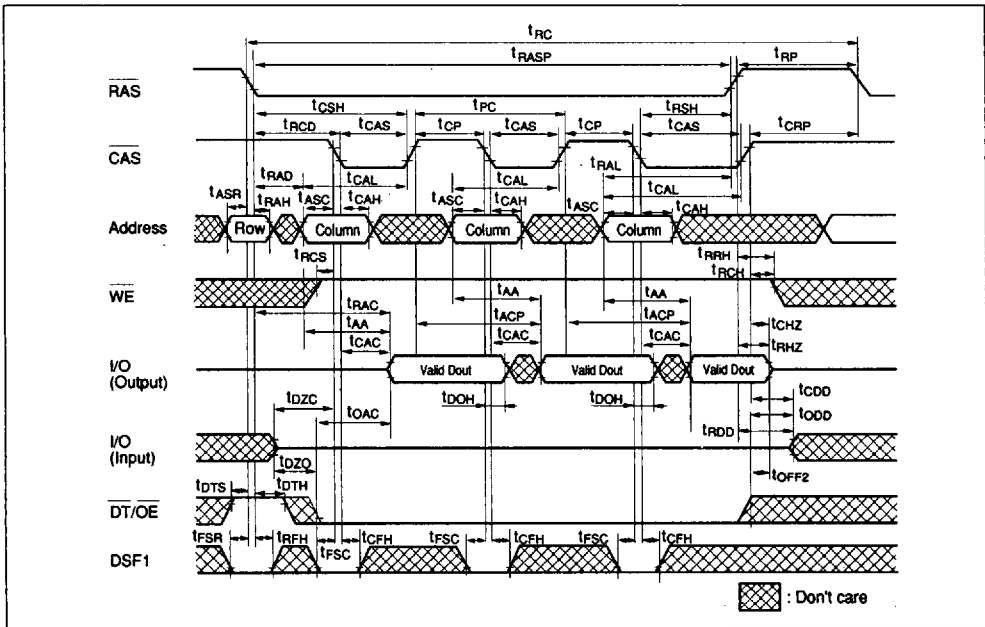 tRC
tRASP
tRP
RAS
tCSH
tPC
tRSH
tRCD
tCAS
tCP
tCAS
tCP
tCAS
tCRP
CAS
tRAD
tCAL
tCAL
tRAL
tCAL
tASR
tRAH
tASC
tCAH
tASC
tCAH
tASC
tCAH
Address
Row
Column
Column
Column
tRCS
tRRH
tRCH
WE
tRAC
tAA
tAA
tAA
tACP
tACP
tCAC
tCAC
tCAC
tCHZ
tRHZ
I/O
(Output)
Valid Dout
Valid Dout
Valid Dout
tDZC
tDOH
tDOH
tCDD
tOAC
tODD
tRDD
I/O
(Input)
tDZO
tOFF2
tDTS
tDTH
DT/OE
tFSR
tRFH
tFSC
tCFH
tFSC
tCFH
tFSC
tCFH
DSF1
: Don't care